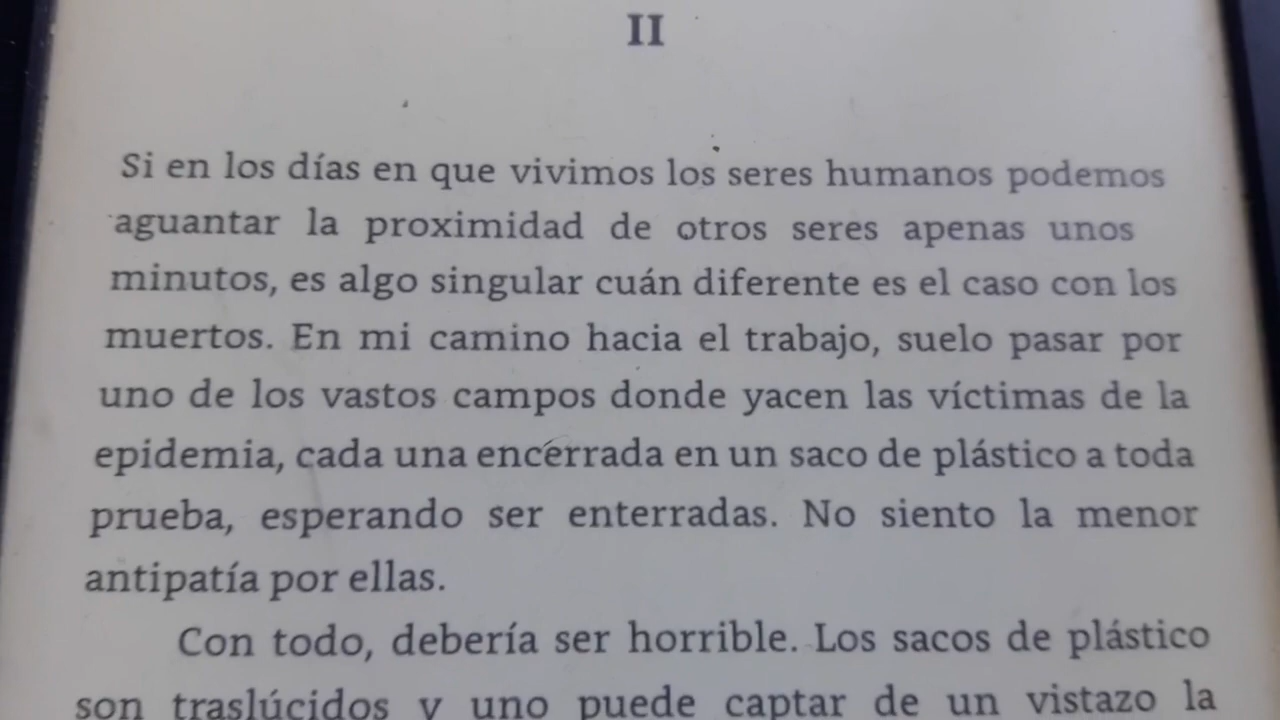 II
Si en los días en que vivimos los seres humanos podemos
aguantar la proximidad de otros seres apenas unos
minutos, es algo singular cuán diferente es el caso con los
muertos. En mi camino hacia el trabajo, suelo pasar por
uno de los vastos campos donde yacen las víctimas de la
epidemia, cada una encerrada en un saco de plástico a toda
prueba, esperando ser enterradas. No siento la menor
antipatía por ellas.
Con todo, debería ser horrible. Los sacos de plástico
son traslúcidos y uno puede captar de un vistazo la